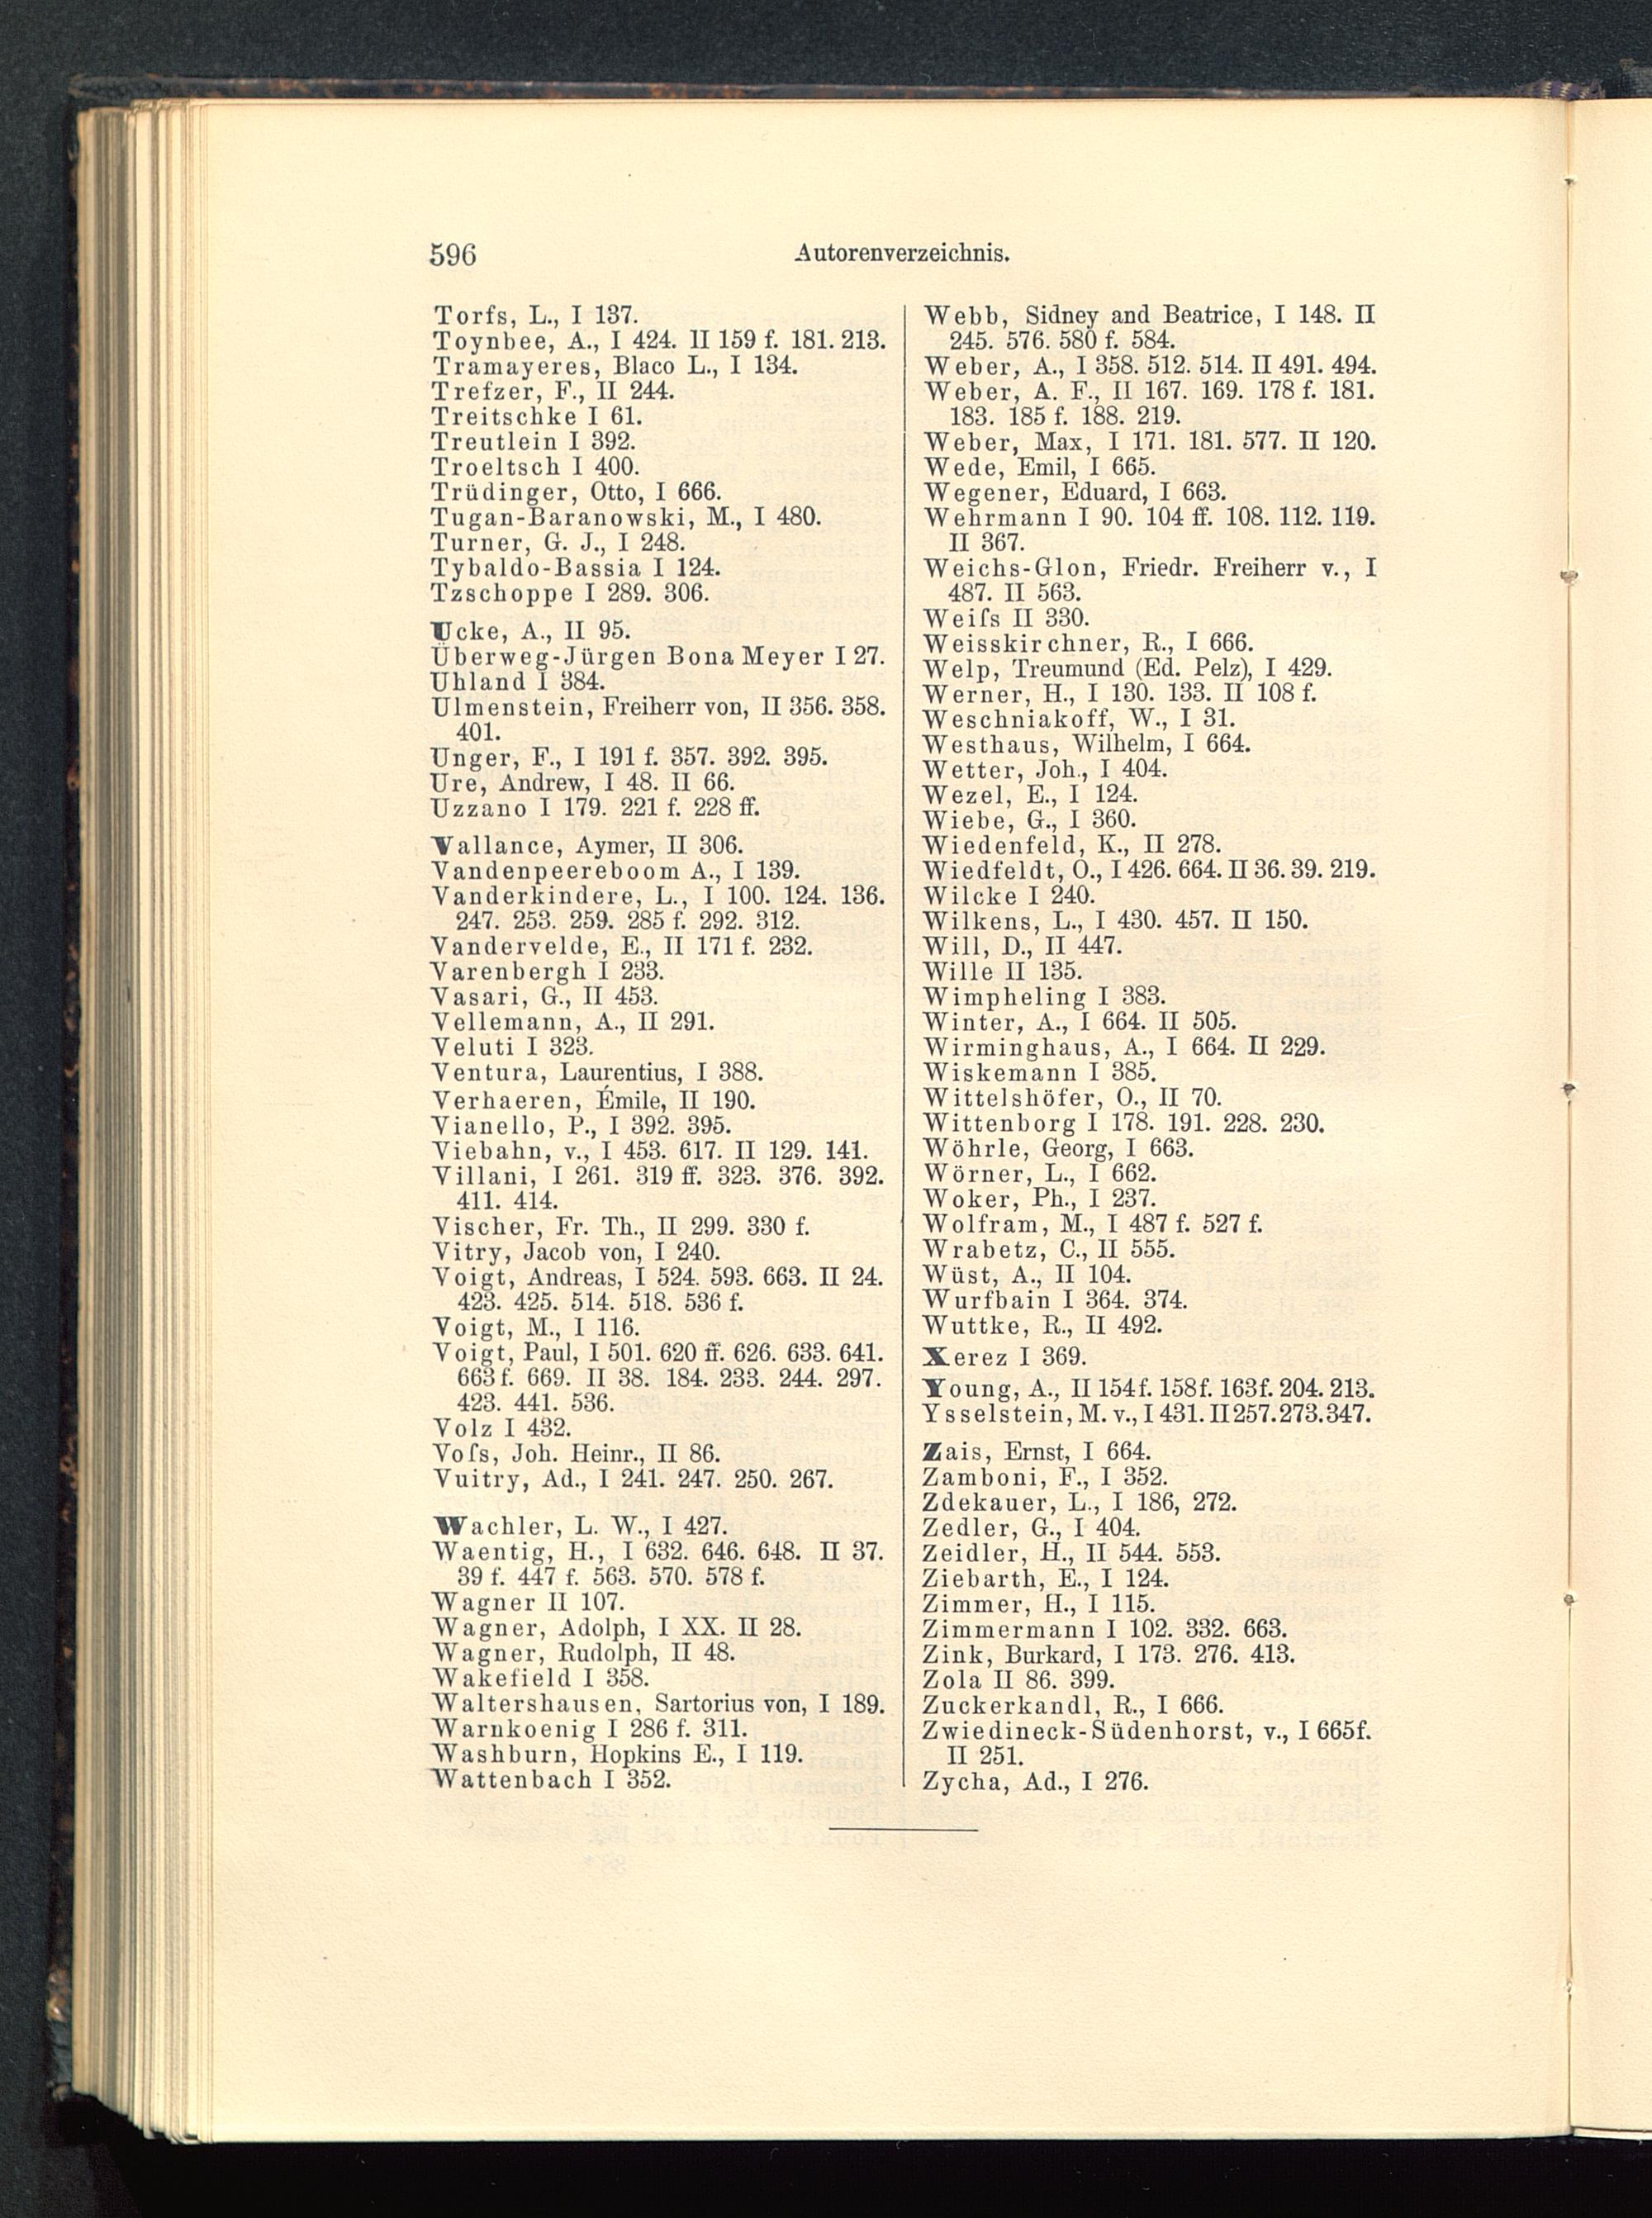 596
Autorenverzeichnis.
Torfs, L., I 137.
Toynbee, A., I 424. II 159 f. 181. 213.
Tramayeres, Blaco L., I 134.
Trefzer, F., II 244.
Treitschke I 61.
Treutlein I 392.
Troeltsch I 400.
Trüdinger, Otto, I 666.
Tugan-Baranowski, M., I 480.
Turner, G. J., I 248.
Tybaldo-Bassia I 124.
Tzschoppe I 289. 306.
Ucke, A., II 95.
Überweg-Jürgen Bona Meyer I 27.
Uhland I 384.
Ulmenstein, Freiherr von, II 356. 358.
401.
Unger, F., I 191 f. 357. 392. 395.
Ure, Andrew, I 48. II 66.
Uzzano I 179. 221 f. 228 ff.
Vallance, Aymer, II 306.
Vandenpeereboom A., I 139.
Vanderkindere, L., I 100. 124. 136.
247. 253. 259. 285 f. 292. 312.
Vandervelde, E., II 171 f. 232.
Varenbergh I 233.
Vasari, G., II 453.
Vellemann, A., II 291.
Veluti I 323.
Ventura, Laurentius, I 388.
Verhaeren, Émile, II 190.
Vianello, P., I 392. 395.
Viebahn, v., I 453. 617. II 129. 141.
Villani, I 261. 319 ff. 323. 376. 392.
411. 414.
Vischer, Fr. Th., II 299. 330 f.
Vitry, Jacob von, I 240.
Voigt, Andreas, I 524. 593. 663. II 24.
423. 425. 514. 518. 536 f.
Voigt, M., I 116.
Voigt, Paul, I 501. 620 ff. 626. 633. 641.
663 f. 669. II 38. 184. 233. 244. 297.
423. 441. 536.
Volz I 432.
Voſs, Joh. Heinr., II 86.
Vuitry, Ad., I 241. 247. 250. 267.
Wachler, L. W., I 427.
Waentig, H., I 632. 646. 648. II 37.
39 f. 447 f. 563. 570. 578 f.
Wagner II 107.
Wagner, Adolph, I XX. II 28.
Wagner, Rudolph, II 48.
Wakefield I 358.
Waltershausen, Sartorius von, I 189.
Warnkoenig I 286 f. 311.
Washburn, Hopkins E., I 119.
Wattenbach I 352.
Webb, Sidney and Beatrice, I 148. II
245. 576. 580 f. 584.
Weber, A., I 358. 512. 514. II 491. 494.
Weber, A. F., II 167. 169. 178 f. 181.
183. 185 f. 188. 219.
Weber, Max, I 171. 181. 577. II 120.
Wede, Emil, I 665.
Wegener, Eduard, I 663.
Wehrmann I 90. 104 ff. 108. 112. 119.
II 367.
Weichs-Glon, Friedr. Freiherr v., I
487. II 563.
Weiſs II 330.
Weisskirchner, R., I 666.
Welp, Treumund (Ed. Pelz), I 429.
Werner, H., I 130. 133. II 108 f.
Weschniakoff, W., I 31.
Westhaus, Wilhelm, I 664.
Wetter, Joh., I 404.
Wezel, E., I 124.
Wiebe, G., I 360.
Wiedenfeld, K., II 278.
Wiedfeldt, O., I 426. 664. II 36. 39. 219.
Wilcke I 240.
Wilkens, L., I 430. 457. II 150.
Will, D., II 447.
Wille II 135.
Wimpheling I 383.
Winter, A., I 664. II 505.
Wirminghaus, A., I 664. II 229.
Wiskemann I 385.
Wittelshöfer, O., II 70.
Wittenborg I 178. 191. 228. 230.
Wöhrle, Georg, I 663.
Wörner, L., I 662.
Woker, Ph., I 237.
Wolfram, M., I 487 f. 527 f.
Wrabetz, C., II 555.
Wüst, A., II 104.
Wurfbain I 364. 374.
Wuttke, R., II 492.
Xerez I 369.
Young, A., II 154 f. 158 f. 163 f. 204. 213.
Ysselstein, M. v., I 431. II 257. 273. 347.
Zais, Ernst, I 664.
Zamboni, F., I 352.
Zdekauer, L., I 186, 272.
Zedler, G., I 404.
Zeidler, H., II 544. 553.
Ziebarth, E., I 124.
Zimmer, H., I 115.
Zimmermann I 102. 332. 663.
Zink, Burkard, I 173. 276. 413.
Zola II 86. 399.
Zuckerkandl, R., I 666.
Zwiedineck-Südenhorst, v., I 665 f.
II 251.
Zycha, Ad., I 276.